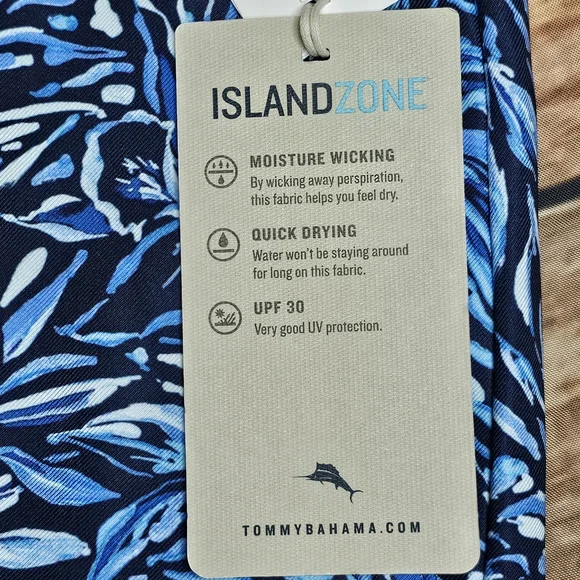 ISLANDZONE™
MOISTURE WICKING
By wicking away perspiration,
this fabric helps you feel dry.
QUICK DRYING
Water won't be staying around
for long on this fabric.
UPF 30
Very good UV protection.
TOMMYBAHAMA.COM